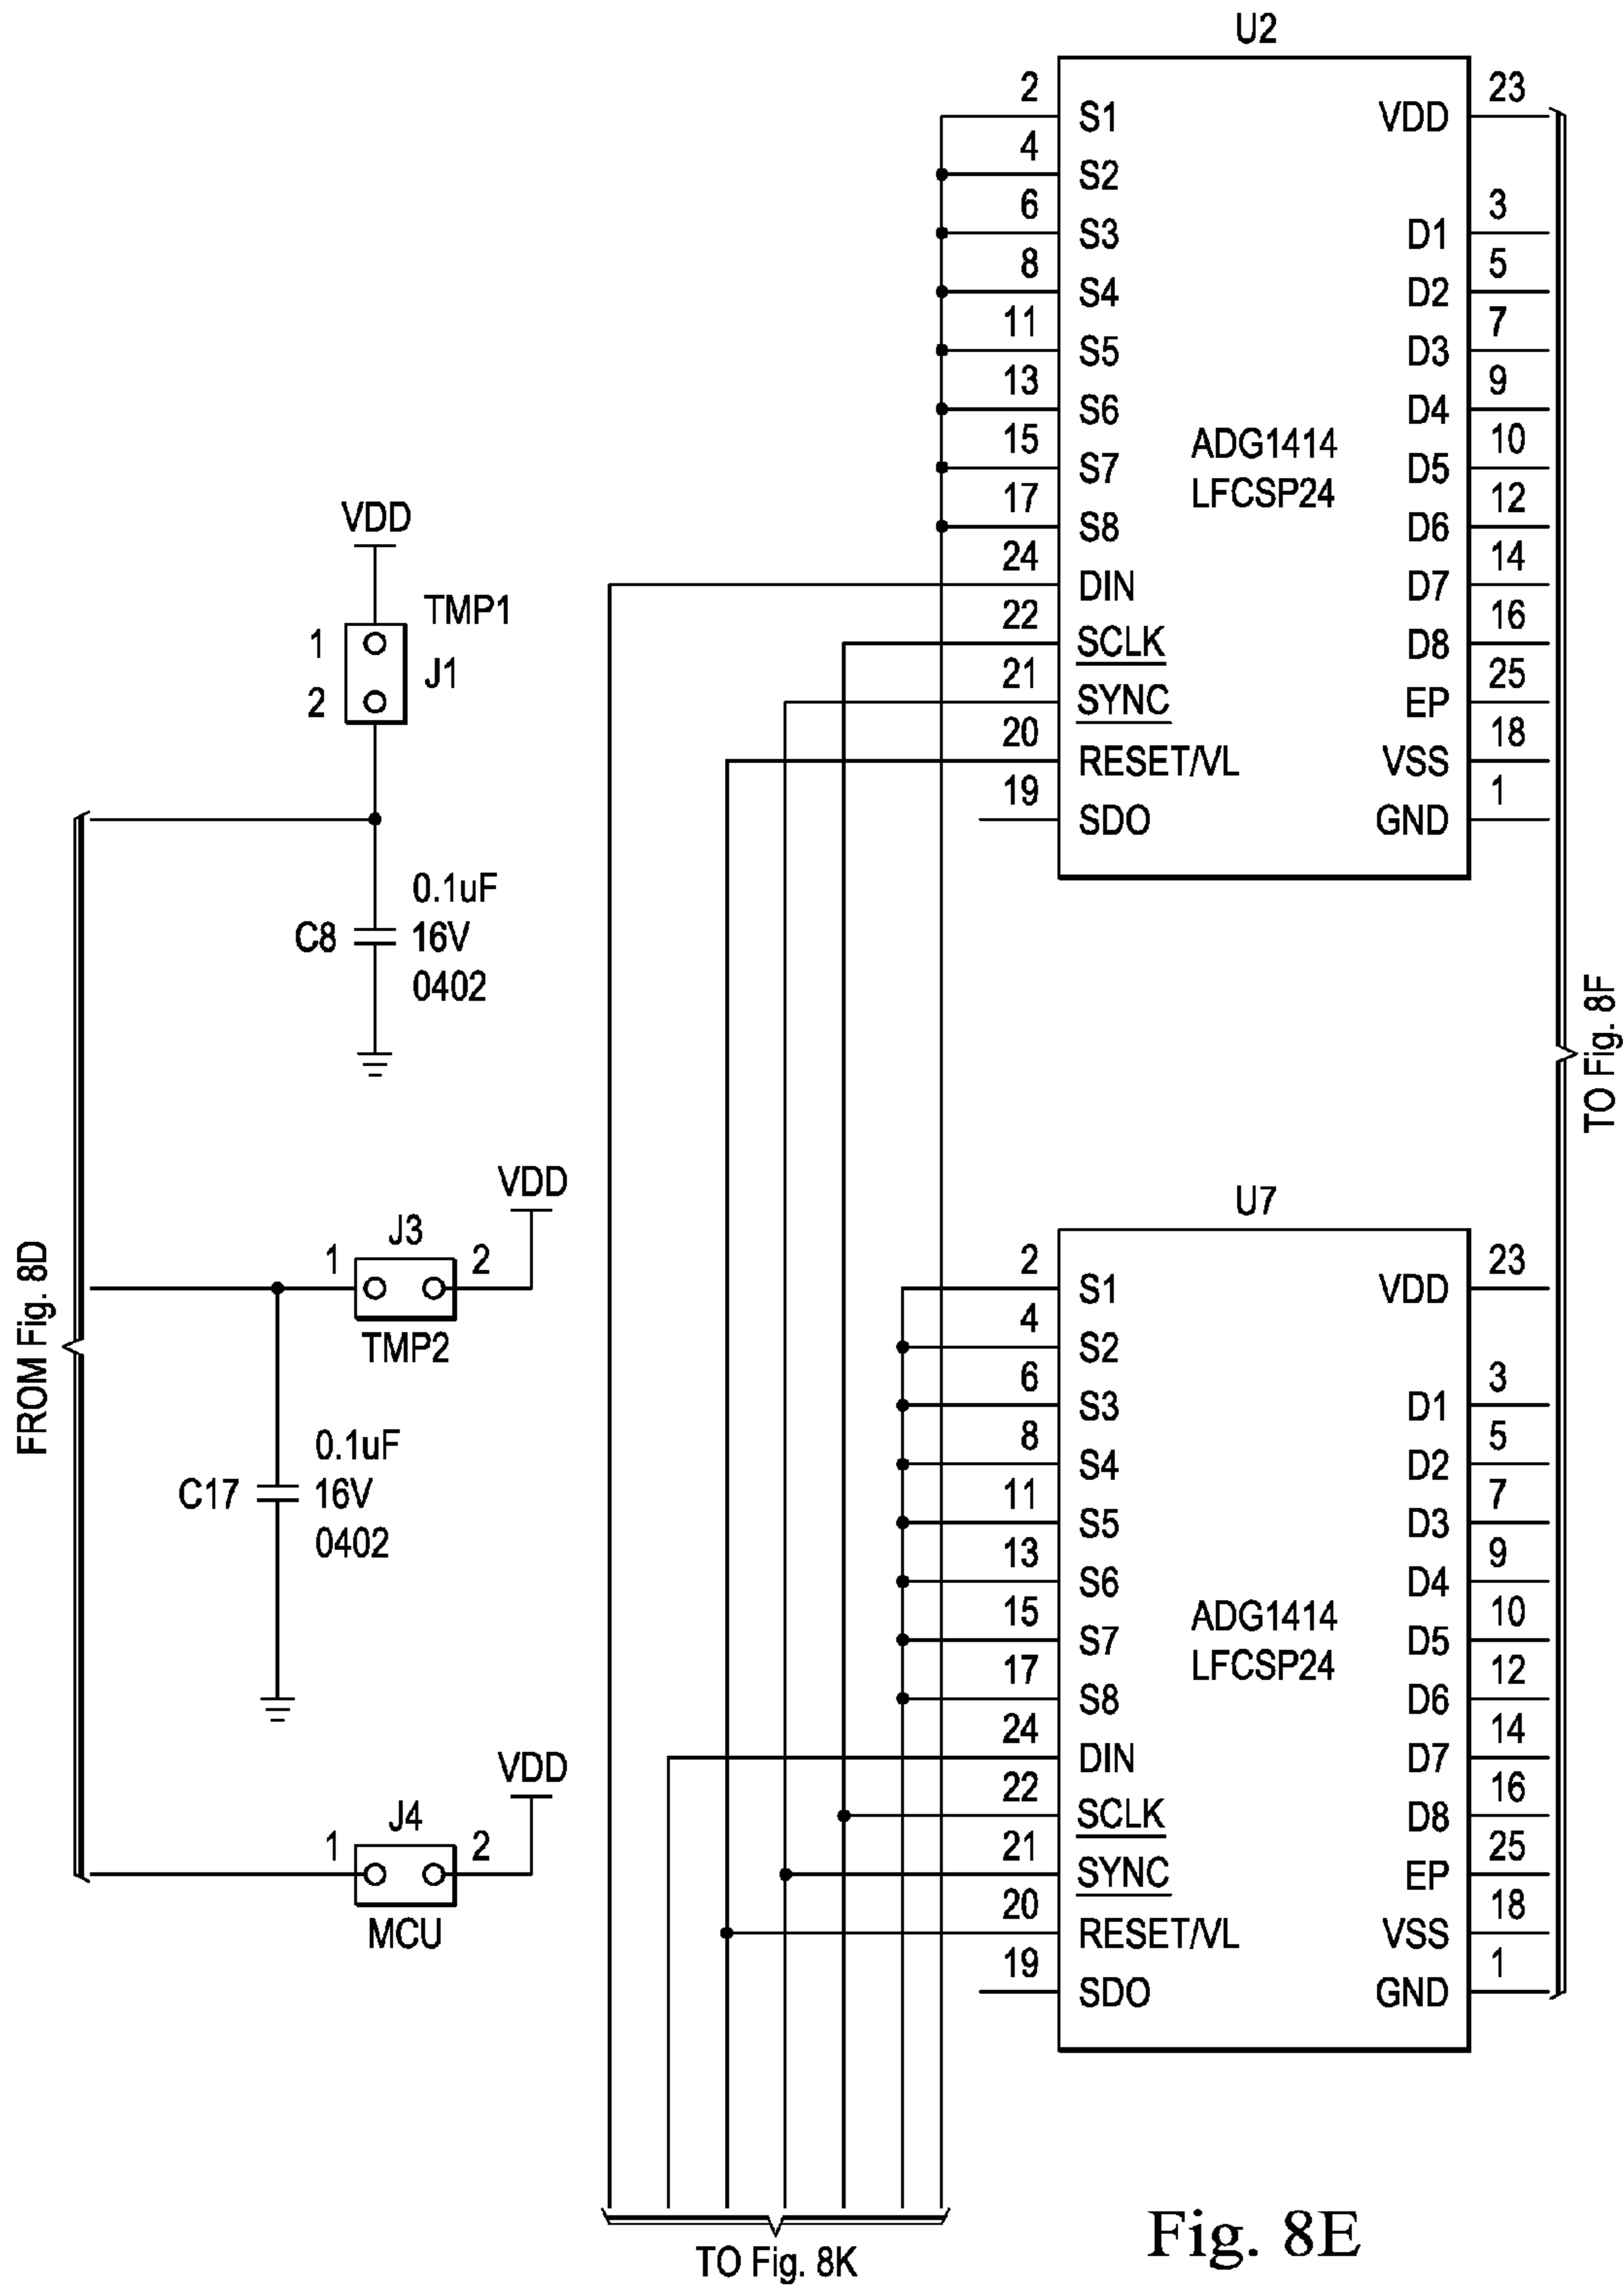 U2
2 S1 VDD 23
4 S2
6 S3 D1 3
8 S4 D2 5
11 S5 D3 7
13 S6 D4 9
15 S7 D5 10
17 S8 D6 12
24 DIN D7 14
22 SCLK D8 16
21 SYNC EP 25
20 RESET/VL VSS 18
19 SDO GND 1
ADG1414
LFCSP24
VDD
TMP1
1
J1
2
0.1uF
C8 16V
0402
TO Fig. 8F
FROM Fig. 8D
VDD
J3
1 2
TMP2
0.1uF
C17 16V
0402
VDD
J4
1 2
MCU
U7
2 S1 VDD 23
4 S2
6 S3 D1 3
8 S4 D2 5
11 S5 D3 7
13 S6 D4 9
15 S7 D5 10
17 S8 D6 12
24 DIN D7 14
22 SCLK D8 16
21 SYNC EP 25
20 RESET/VL VSS 18
19 SDO GND 1
ADG1414
LFCSP24
TO Fig. 8K
Fig. 8E